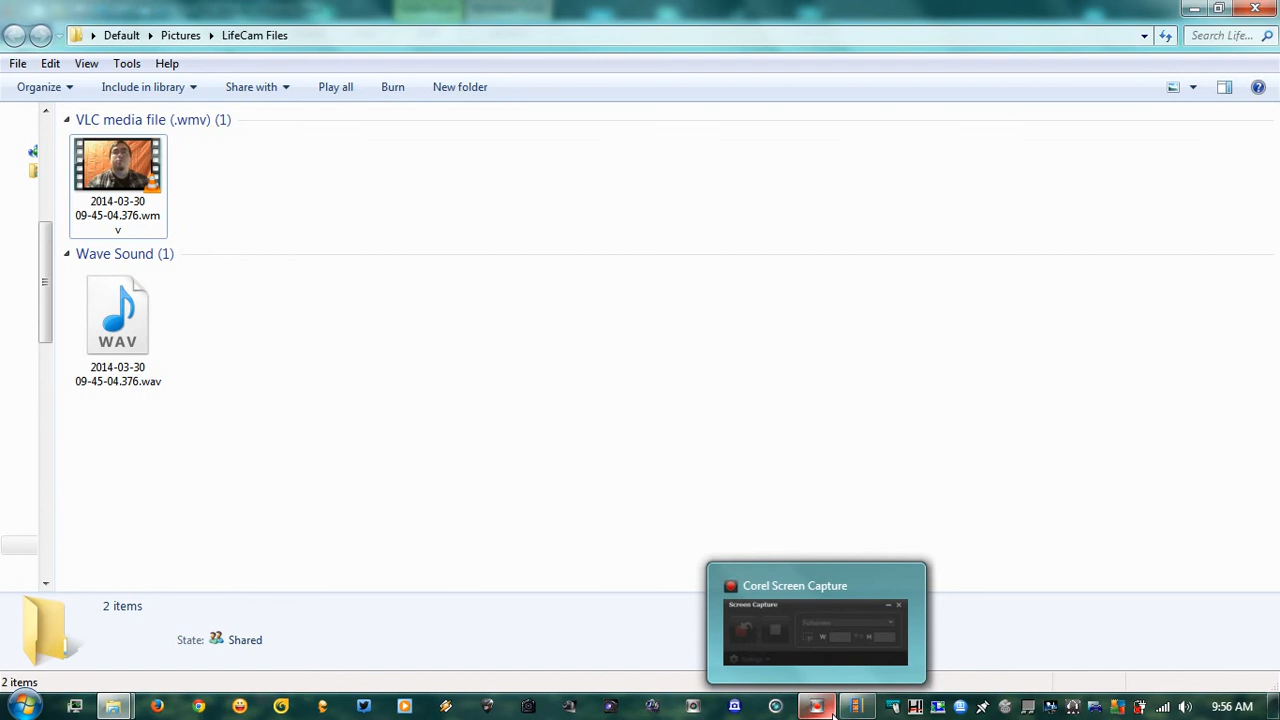 Default ▸ Pictures ▸ LifeCam Files
Search Life...
File Edit View Tools Help
Organize Include in library Share with Play all Burn New folder
VLC media file (.wmv) (1)
2014-03-30
09-45-04.376.wm
v
Wave Sound (1)
WAV
2014-03-30
09-45-04.376.wav
Corel Screen Capture
Screen Capture
Fullscreen
W: H:
Settings
2 items
State: Shared
2 items
9:56 AM